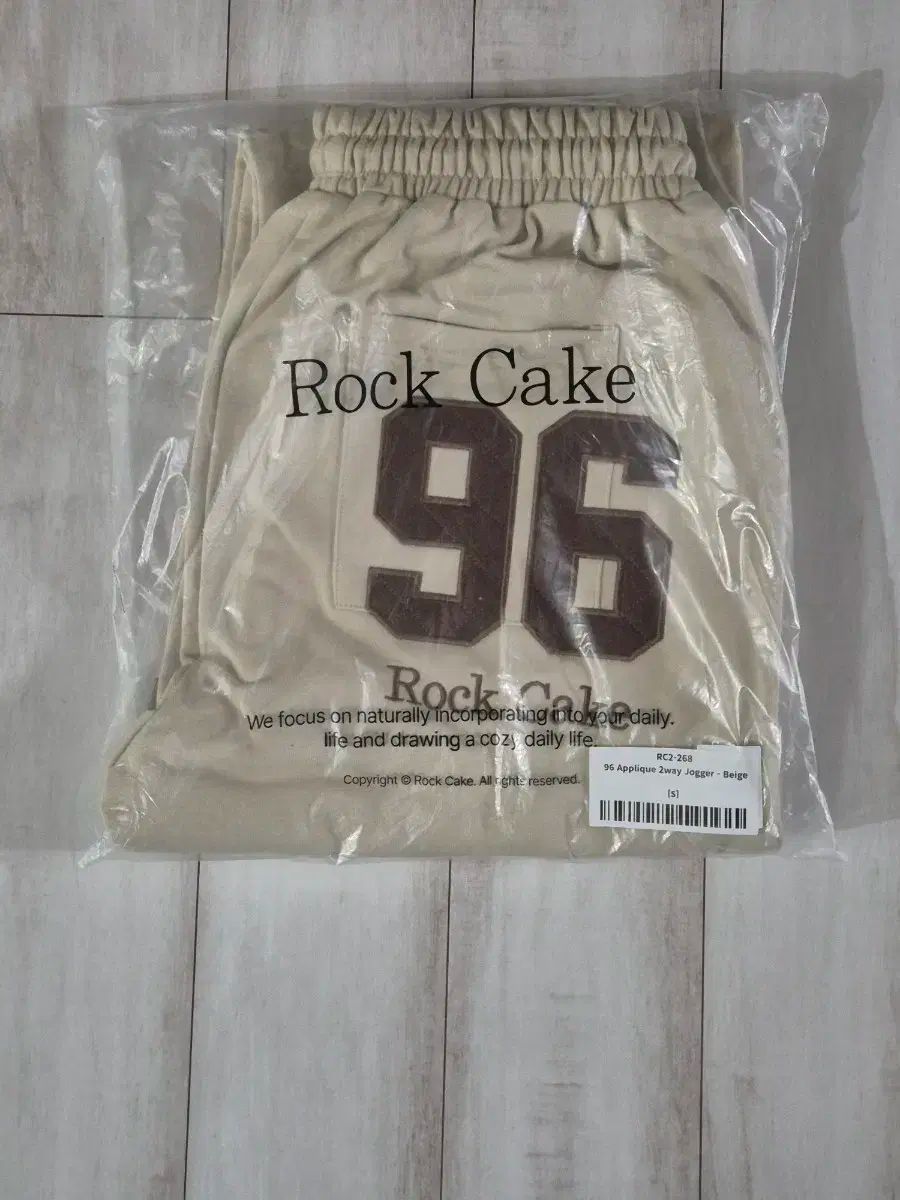 Rock Cake
96
Rock Cake
We focus on naturally incorporating into your daily.
life and drawing a cozy daily life.
Copyright © Rock Cake. All rights reserved.
RC2-268
96 Applique 2way Jogger - Beige
[S]